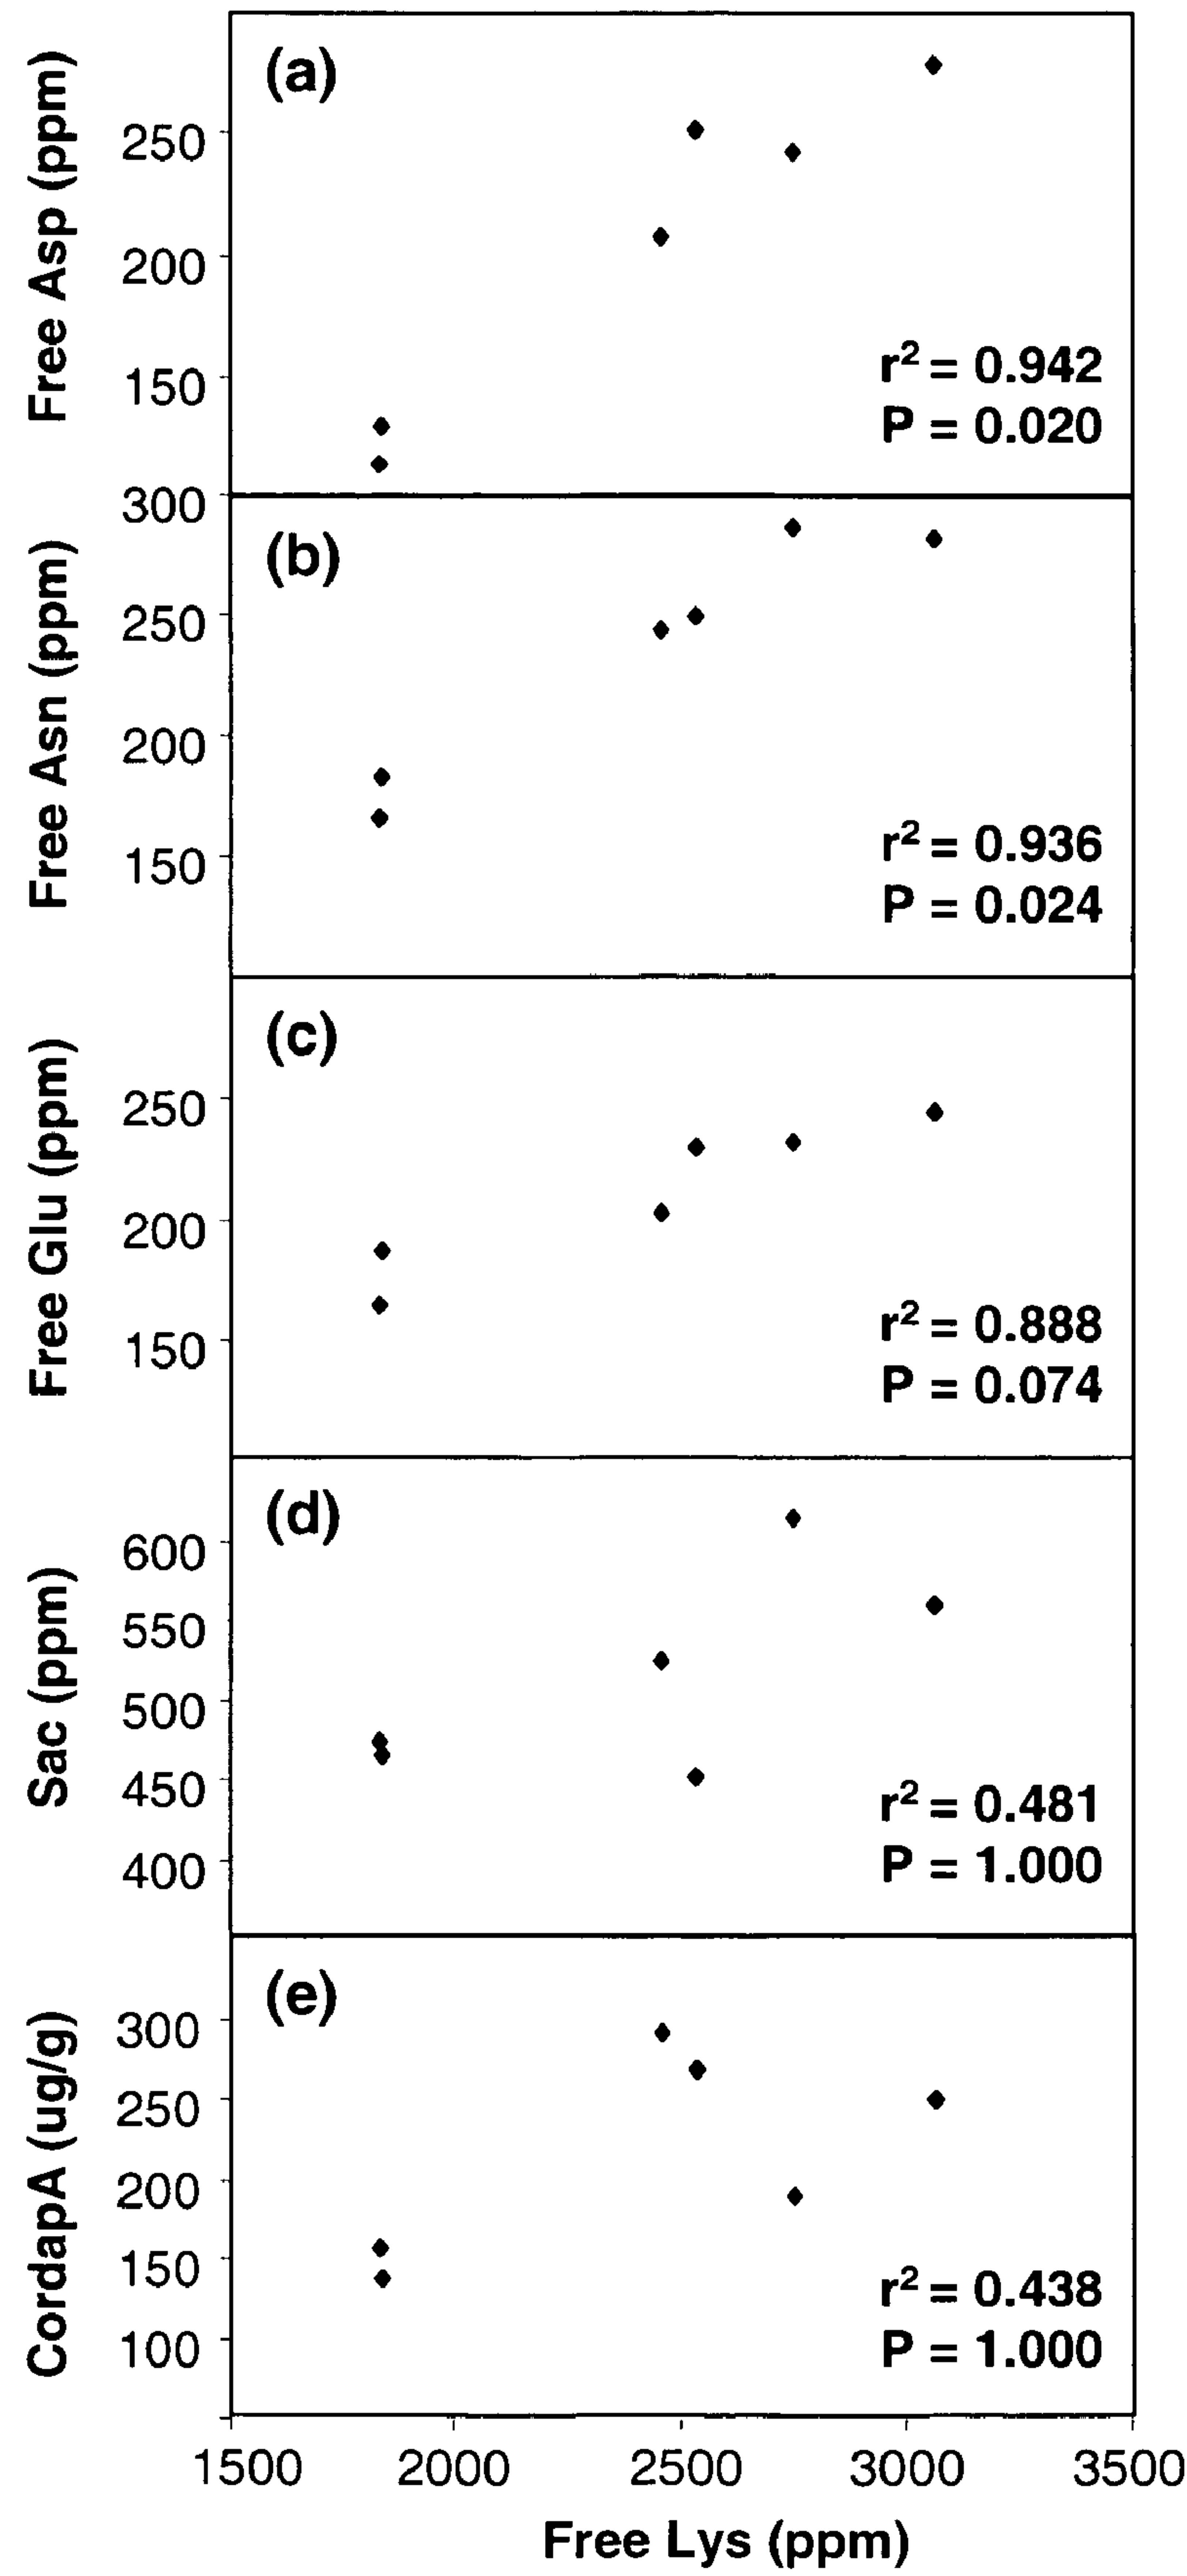 (a)
Free Asp (ppm)
250
200
150
r² = 0.942
P = 0.020
(b)
Free Asn (ppm)
300
250
200
150
r² = 0.936
P = 0.024
(c)
Free Glu (ppm)
250
200
150
r² = 0.888
P = 0.074
(d)
Sac (ppm)
600
550
500
450
400
r² = 0.481
P = 1.000
(e)
CordapA (ug/g)
300
250
200
150
100
r² = 0.438
P = 1.000
1500 2000 2500 3000 3500
Free Lys (ppm)